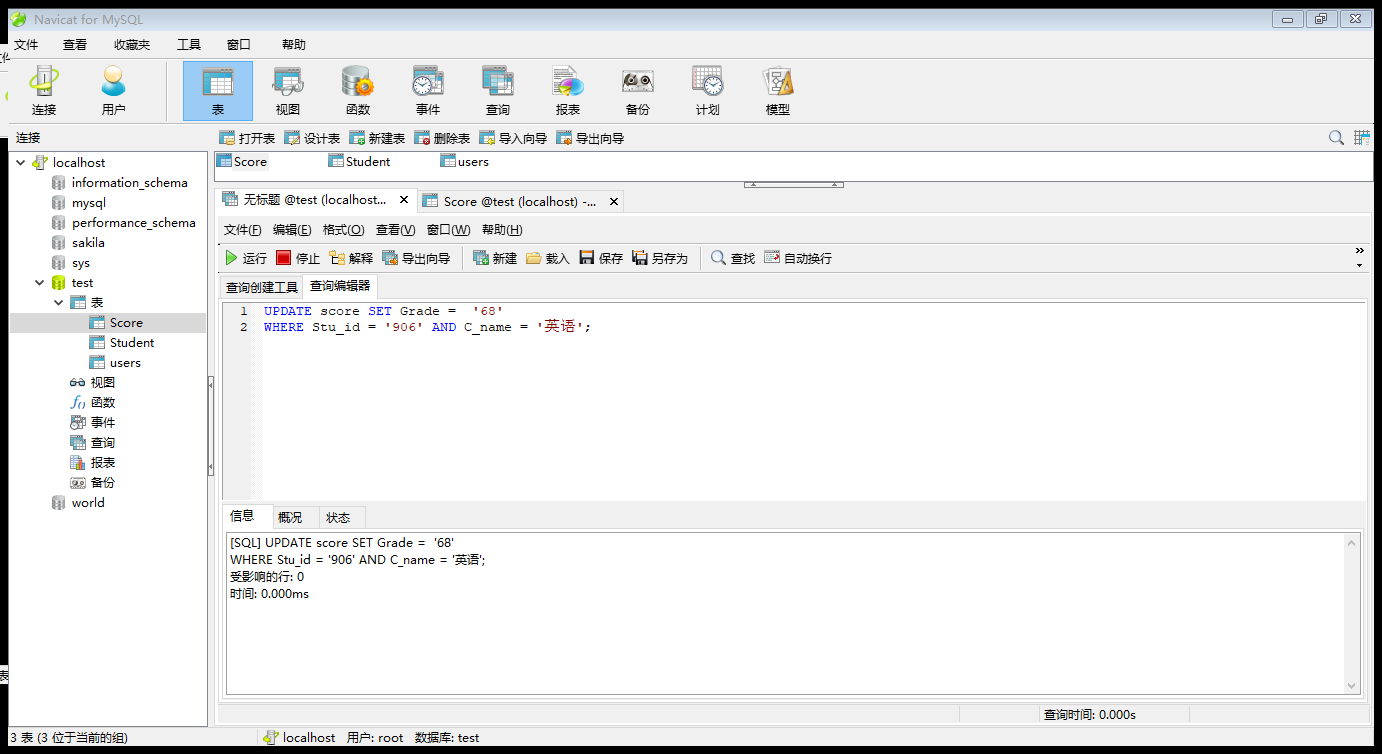 Navicat for MySQL
文件 查看 收藏夹 工具 窗口 帮助
连接 用户 表 视图 函数 事件 查询 报表 备份 计划 模型
连接 打开表 设计表 新建表 删除表 导入向导 导出向导
Score Student users
localhost
information_schema
mysql
performance_schema
sakila
sys
test
表
Score
Student
users
视图
函数
事件
查询
报表
备份
world
无标题 @test (localhost... Score @test (localhost) -...
文件(F) 编辑(E) 格式(O) 查看(V) 窗口(W) 帮助(H)
运行 停止 解释 导出向导 新建 载入 保存 另存为 查找 自动换行
查询创建工具 查询编辑器
1 UPDATE score SET Grade =  '68'
2 WHERE Stu_id = '906' AND C_name = '英语';
信息 概况 状态
[SQL] UPDATE score SET Grade =  '68'
WHERE Stu_id = '906' AND C_name = '英语';
受影响的行: 0
时间: 0.000ms
查询时间: 0.000s
3 表 (3 位于当前的组) localhost 用户: root 数据库: test